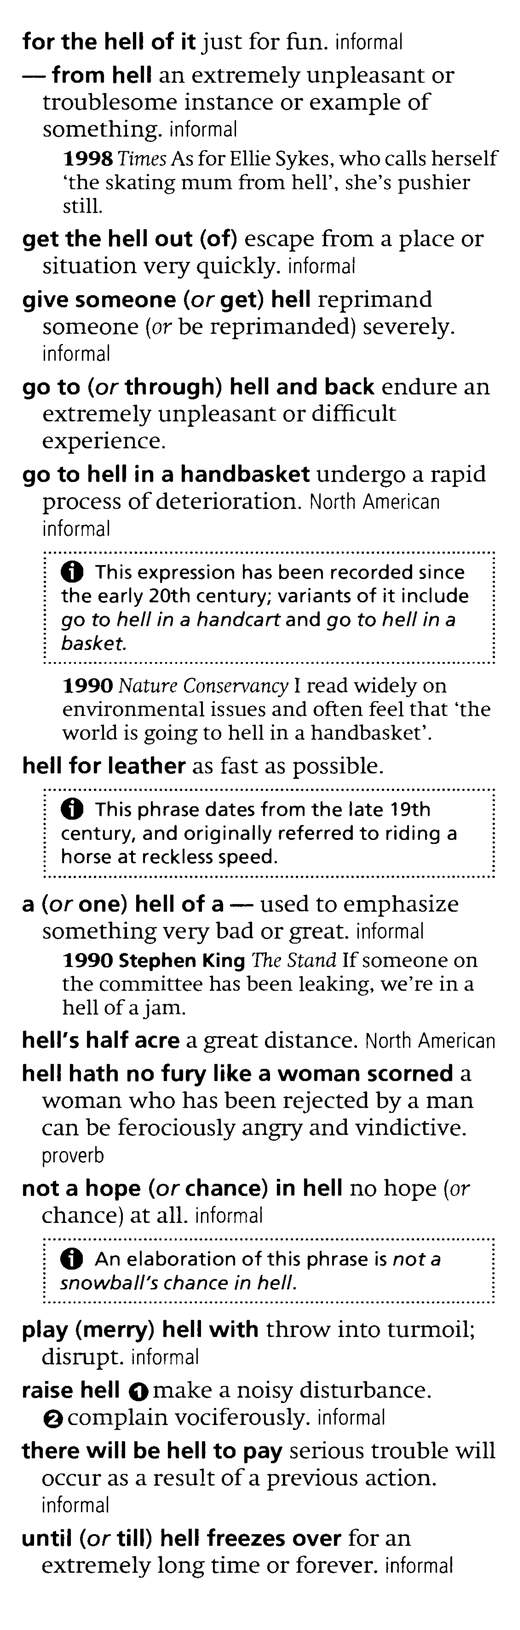 for the hell of it just for fun. informal
— from hell an extremely unpleasant or
troublesome instance or example of
something. informal
1998 Times As for Ellie Sykes, who calls herself
‘the skating mum from hell’, she’s pushier
still.
get the hell out (of) escape from a place or
situation very quickly. informal
give someone (or get) hell reprimand
someone (or be reprimanded) severely.
informal
go to (or through) hell and back endure an
extremely unpleasant or difficult
experience.
go to hell in a handbasket undergo a rapid
process of deterioration. North American
informal
i This expression has been recorded since
the early 20th century; variants of it include
go to hell in a handcart and go to hell in a
basket.
1990 Nature Conservancy I read widely on
environmental issues and often feel that ‘the
world is going to hell in a handbasket’.
hell for leather as fast as possible.
i This phrase dates from the late 19th
century, and originally referred to riding a
horse at reckless speed.
a (or one) hell of a — used to emphasize
something very bad or great. informal
1990 Stephen King The Stand If someone on
the committee has been leaking, we’re in a
hell of a jam.
hell’s half acre a great distance. North American
hell hath no fury like a woman scorned a
woman who has been rejected by a man
can be ferociously angry and vindictive.
proverb
not a hope (or chance) in hell no hope (or
chance) at all. informal
i An elaboration of this phrase is not a
snowball’s chance in hell.
play (merry) hell with throw into turmoil;
disrupt. informal
raise hell ❶ make a noisy disturbance.
❷ complain vociferously. informal
there will be hell to pay serious trouble will
occur as a result of a previous action.
informal
until (or till) hell freezes over for an
extremely long time or forever. informal